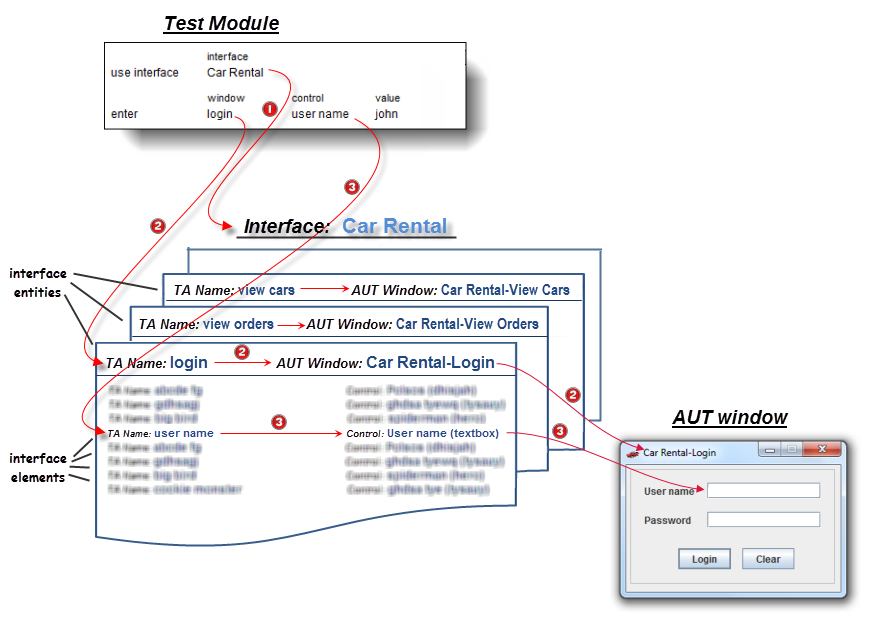 Test Module
interface
use interface Car Rental
window control value
1
enter login user name john
3
2
Interface: Car Rental
interface
entities
TA Name: view cars AUT Window: Car Rental-View Cars
TA Name: view orders AUT Window: Car Rental-View Orders
2
TA Name: login AUT Window: Car Rental-Login
2
AUT window
3
TA Name: user name Control: User name (textbox)
3
interface
elements
Car Rental-Login
User name
Password
Login Clear